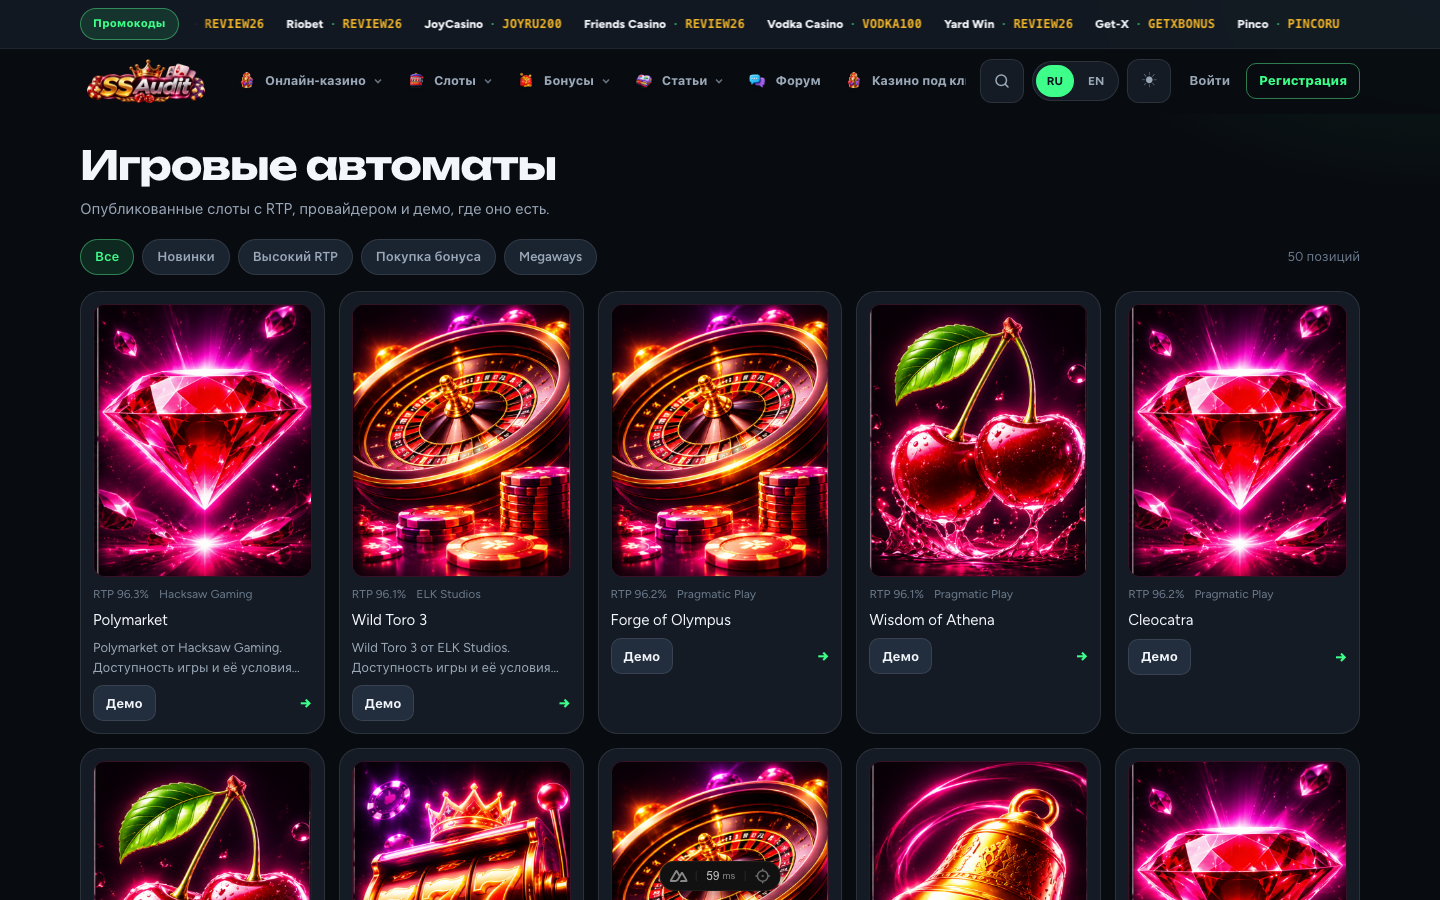 Промокоды REVIEW26 Riobet · REVIEW26 JoyCasino · JOYRU200 Friends Casino · REVIEW26 Vodka Casino · VODKA100 Yard Win · REVIEW26 Get-X · GETXBONUS Pinco · PINCORU
SSAudit Онлайн-казино Слоты Бонусы Статьи Форум Казино под кл RU EN Войти Регистрация
Игровые автоматы
Опубликованные слоты с RTP, провайдером и демо, где оно есть.
Все Новинки Высокий RTP Покупка бонуса Megaways 50 позиций
RTP 96.3% Hacksaw Gaming
Polymarket
Polymarket от Hacksaw Gaming.
Доступность игры и её условия…
Демо →
RTP 96.1% ELK Studios
Wild Toro 3
Wild Toro 3 от ELK Studios.
Доступность игры и её условия…
Демо →
RTP 96.2% Pragmatic Play
Forge of Olympus
Демо →
RTP 96.1% Pragmatic Play
Wisdom of Athena
Демо →
RTP 96.2% Pragmatic Play
Cleocatra
Демо →
59 ms